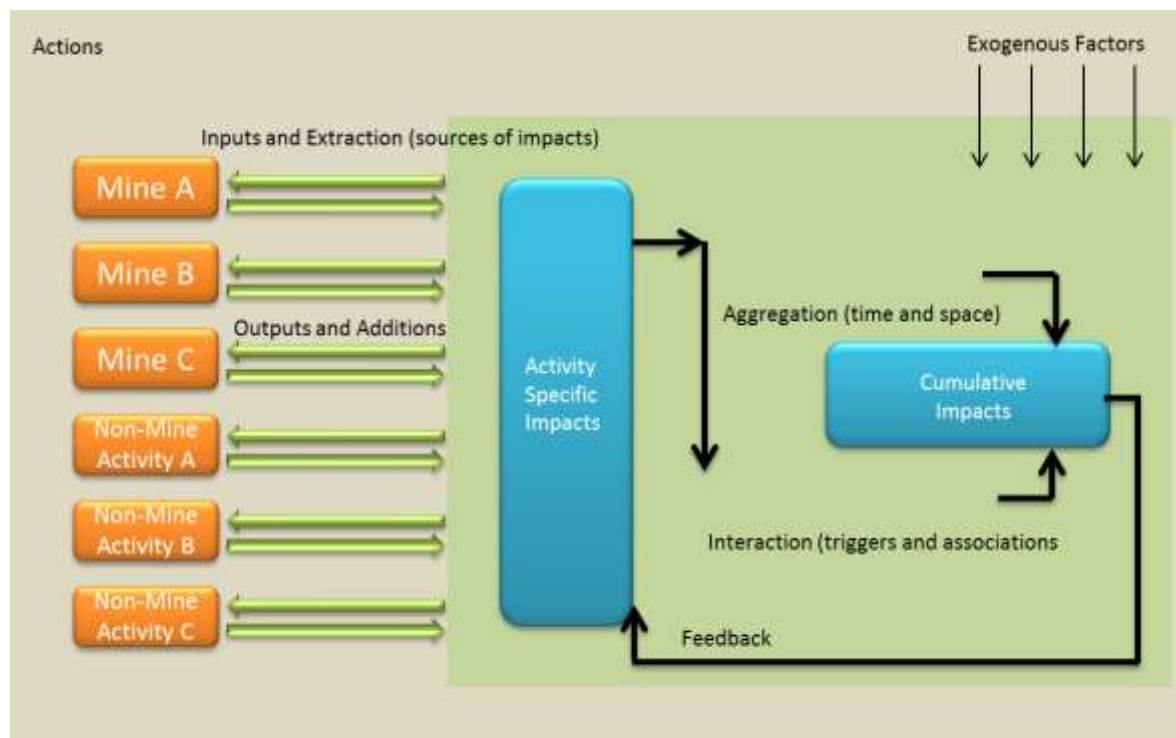 Actions
Exogenous Factors
Inputs and Extraction (sources of impacts)
Mine A
Mine B
Outputs and Additions
Mine C
Non-Mine
Activity A
Non-Mine
Activity B
Non-Mine
Activity C
Activity
Specific
Impacts
Aggregation (time and space)
Cumulative
Impacts
Interaction (triggers and associations
Feedback